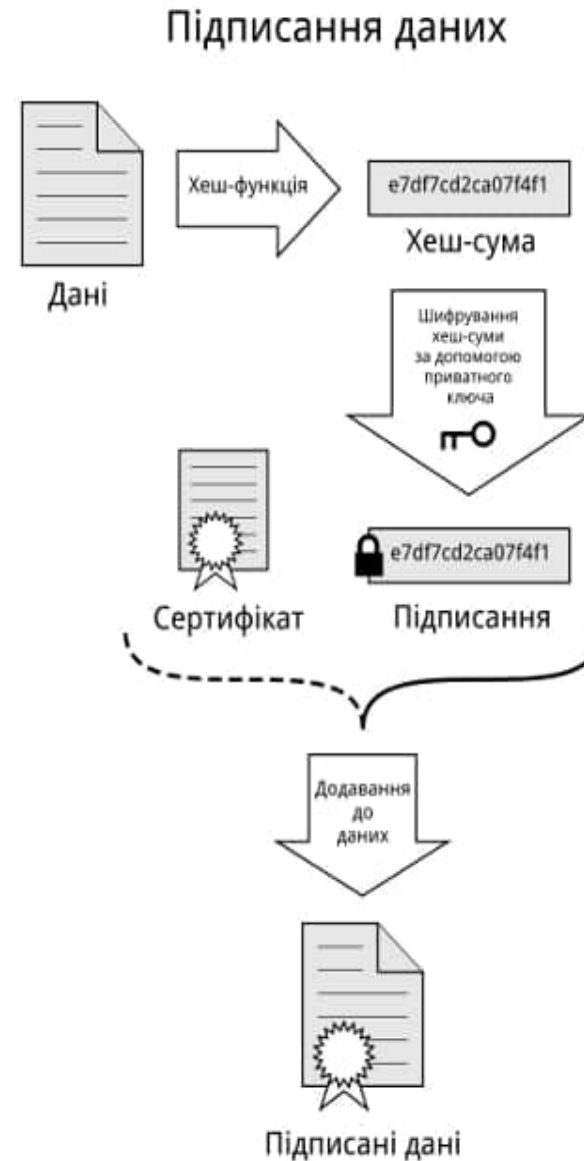 Підписання даних
Хеш-функція
e7df7cd2ca07f4f1
Хеш-сума
Дані
Шифрування
хеш-суми
за допомогою
приватного
ключа
e7df7cd2ca07f4f1
Сертифікат
Підписання
Додавання
до
даних
Підписані дані